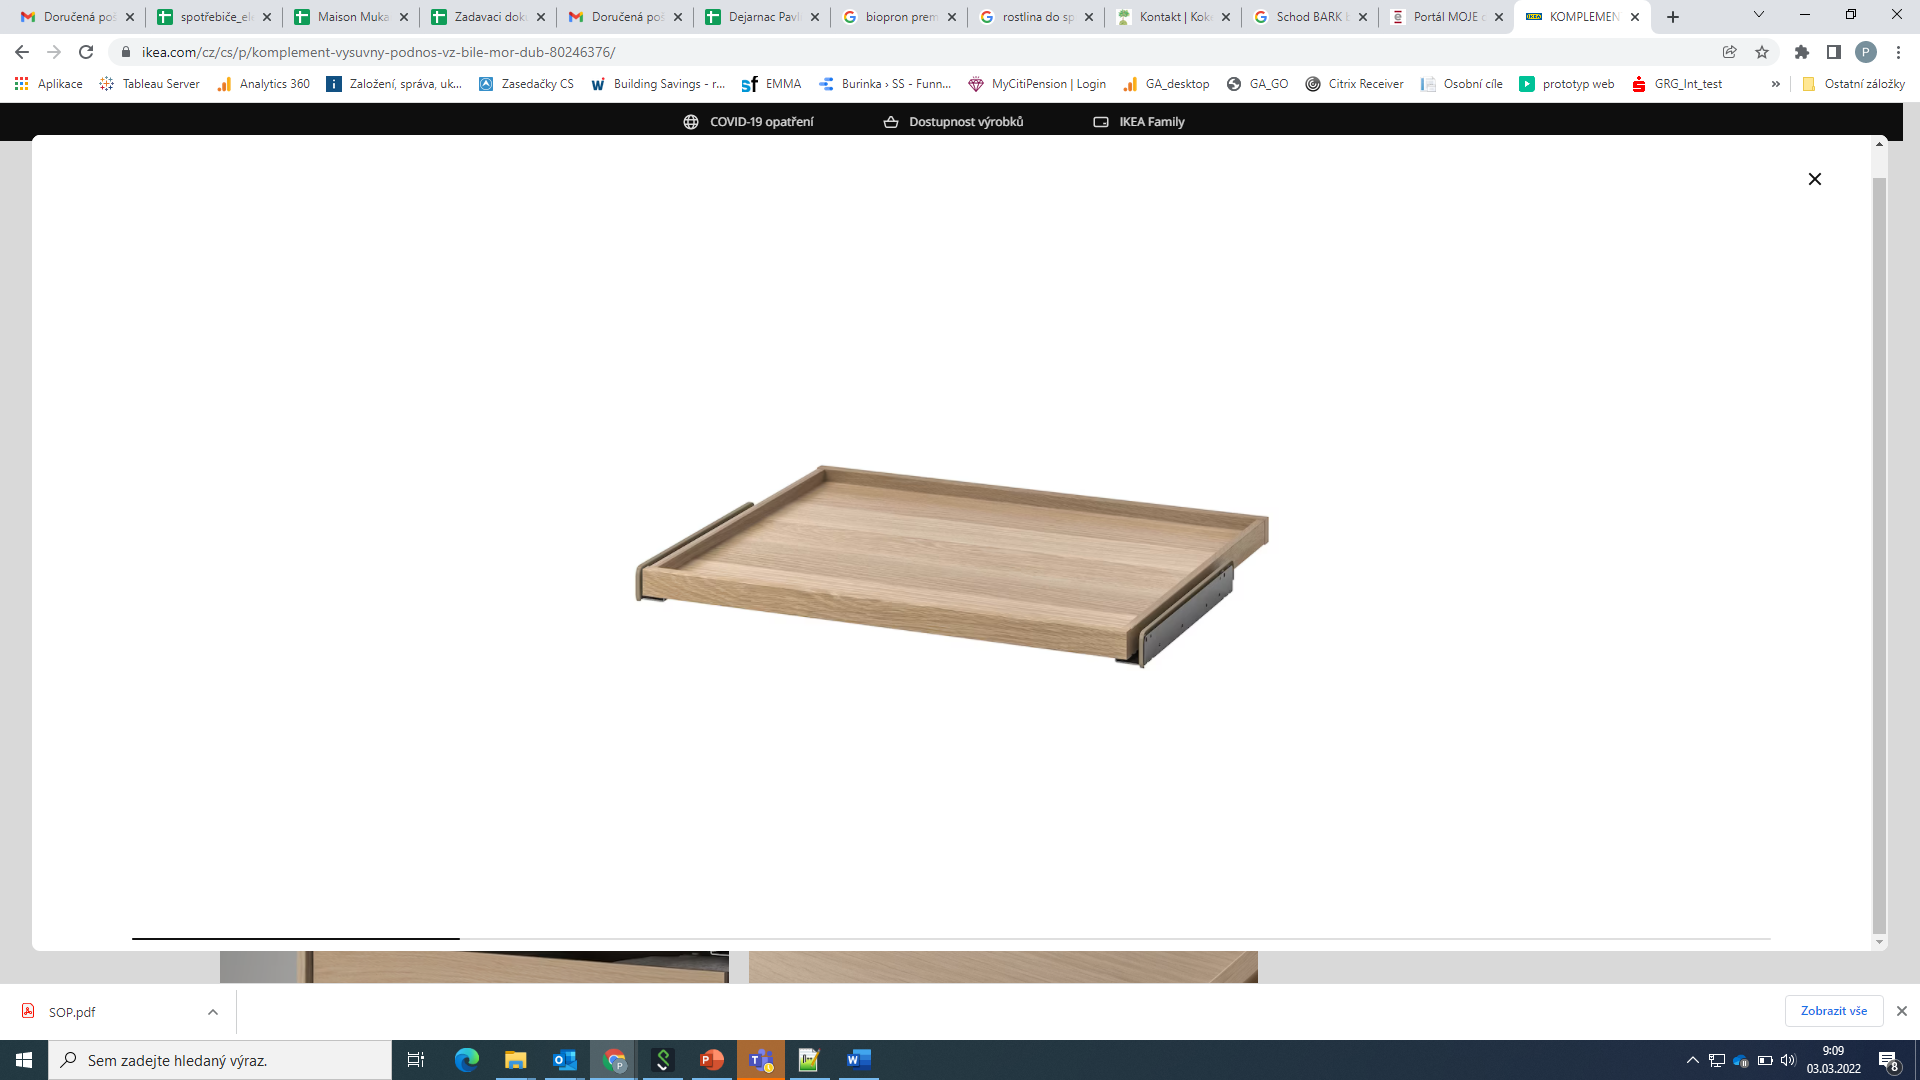 Doručená poš
spotřebiče_el
Maison Muka
Zadavaci dok
Doručená poš
Dejarnac Pavl
biopron prem
rostlina do sp
Kontakt | Kok
Schod BARK b
Portál MOJE
KOMPLEMEN
ikea.com/cz/cs/p/komplement-vysuvny-podnos-vz-bile-mor-dub-80246376/
P
Aplikace
Tableau Server
Analytics 360
Založení, správa, uk...
Zasedačky CS
Building Savings - r...
EMMA
Burinka › SS - Funn...
MyCitiPension | Login
GA_desktop
GA_GO
Citrix Receiver
Osobní cíle
prototyp web
GRG_Int_test
»
Ostatní záložky
COVID-19 opatření
Dostupnost výrobků
IKEA Family
SOP.pdf
Zobrazit vše
Sem zadejte hledaný výraz.
9:09
03.03.2022
8